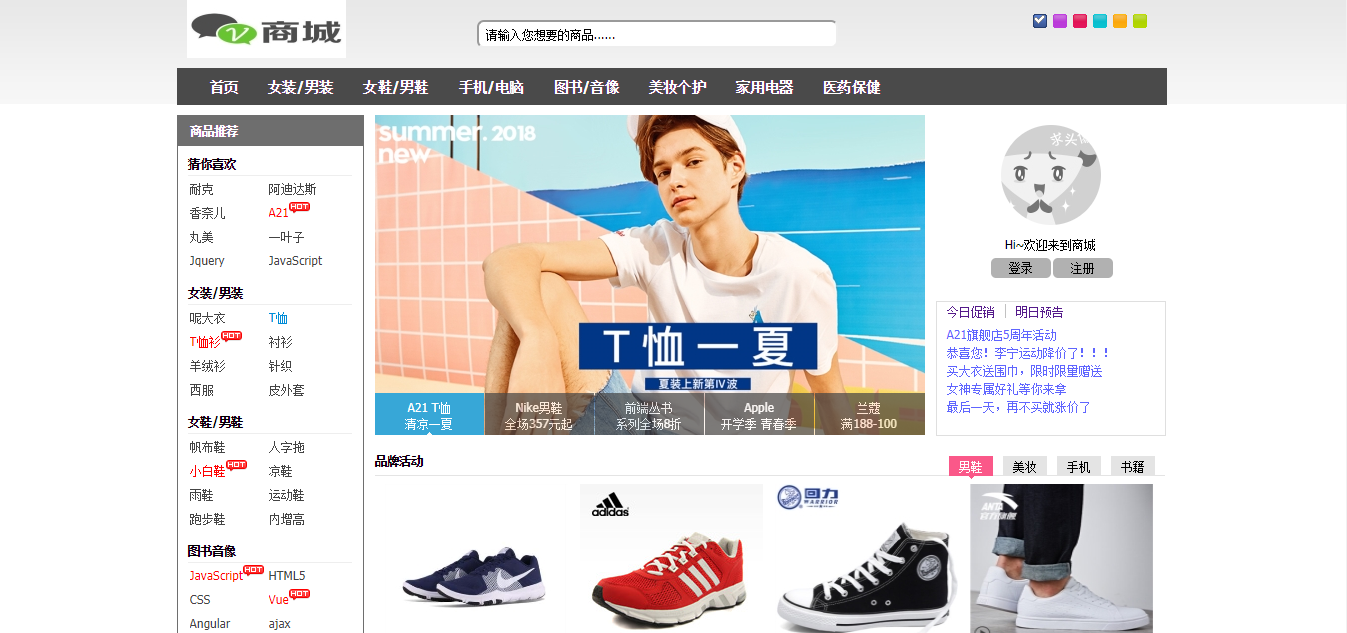 商城
请输入您想要的商品......
首页 女装/男装 女鞋/男鞋 手机/电脑 图书/音像 美妆个护 家用电器 医药保健
商品推荐
猜你喜欢
耐克 阿迪达斯
香奈儿 A21 HOT
丸美 一叶子
Jquery JavaScript
女装/男装
呢大衣 T恤
T恤衫 HOT 衬衫
羊绒衫 针织
西服 皮外套
女鞋/男鞋
帆布鞋 人字拖
小白鞋 HOT 凉鞋
雨鞋 运动鞋
跑步鞋 内增高
图书音像
JavaScript HOT HTML5
CSS Vue HOT
Angular ajax
summer. 2018
new
T恤一夏
夏装上新第IV波
A21 T恤
清凉一夏
Nike男鞋
全场357元起
前端丛书
系列全场8折
Apple
开学季 青春季
兰蔻
满188-100
Hi~欢迎来到商城
登录 注册
今日促销 明日预告
A21旗舰店5周年活动
恭喜您！李宁运动降价了！！！
买大衣送围巾，限时限量赠送
女神专属好礼等你来拿
最后一天，再不买就涨价了
品牌活动
男鞋 美妆 手机 书籍
adidas
回力
WARRIOR
ANTA